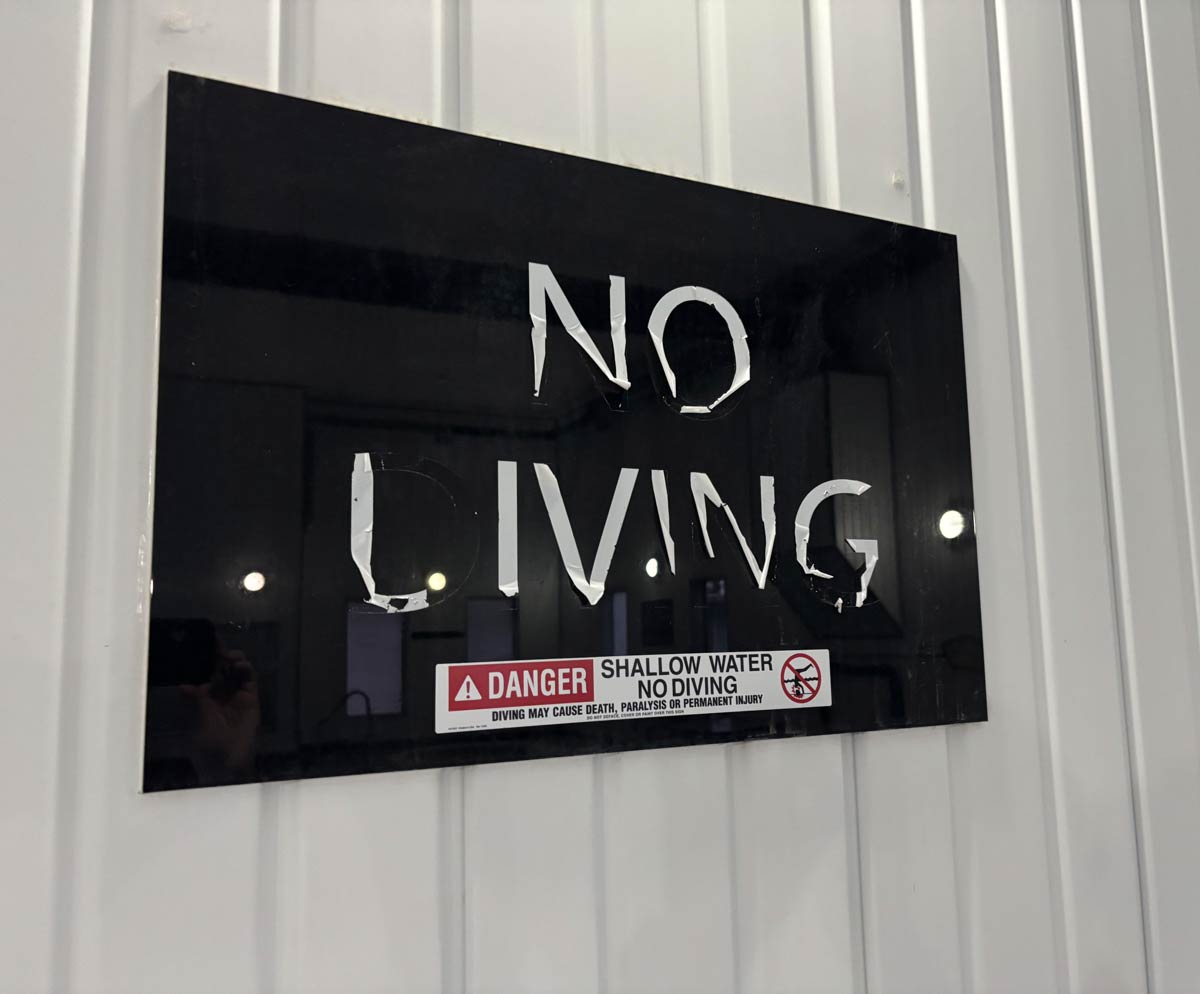 NO
DIVING
DANGER SHALLOW WATER
NO DIVING
DIVING MAY CAUSE DEATH, PARALYSIS OR PERMANENT INJURY
DO NOT DEFACE, COVER OR PAINT OVER THIS SIGN